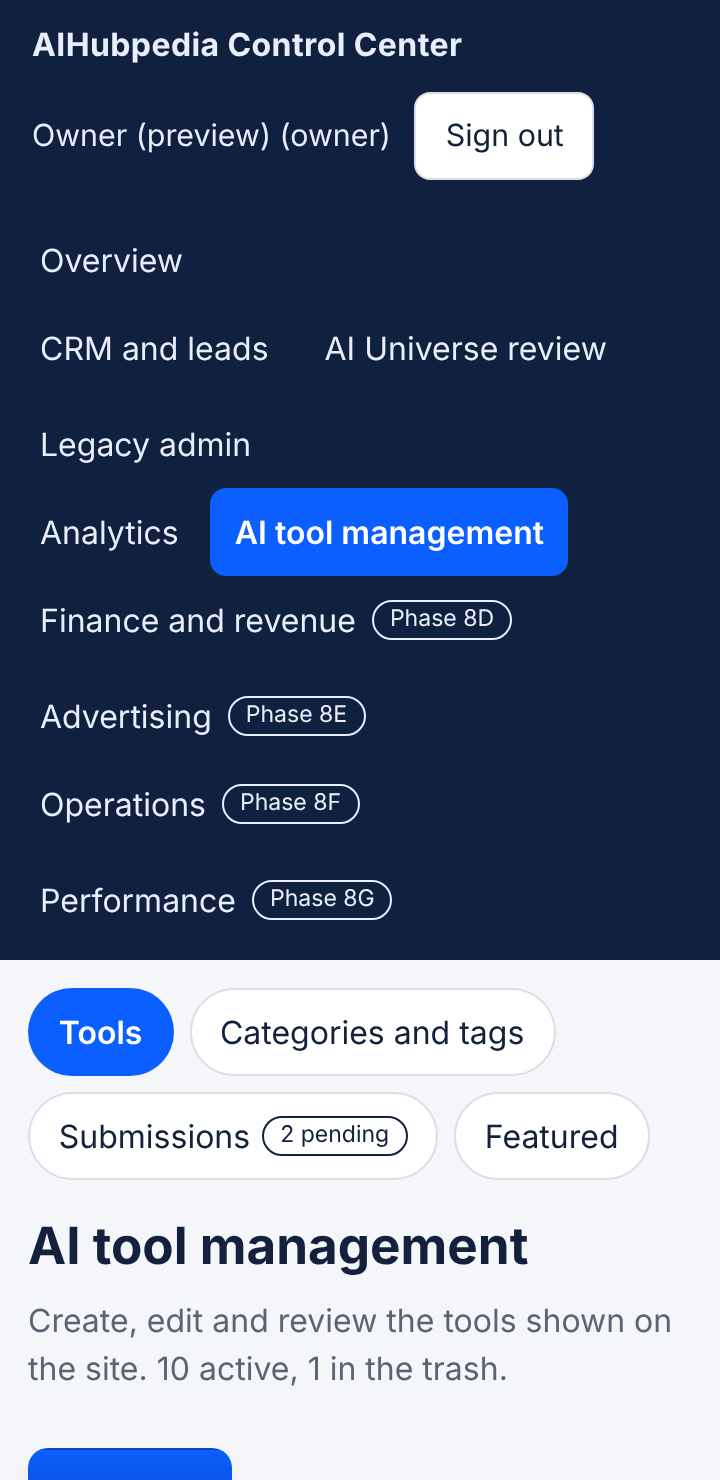 AIHubpedia Control Center
Owner (preview) (owner) Sign out
Overview
CRM and leads AI Universe review
Legacy admin
Analytics AI tool management
Finance and revenue Phase 8D
Advertising Phase 8E
Operations Phase 8F
Performance Phase 8G
Tools Categories and tags
Submissions 2 pending Featured
AI tool management
Create, edit and review the tools shown on
the site. 10 active, 1 in the trash.